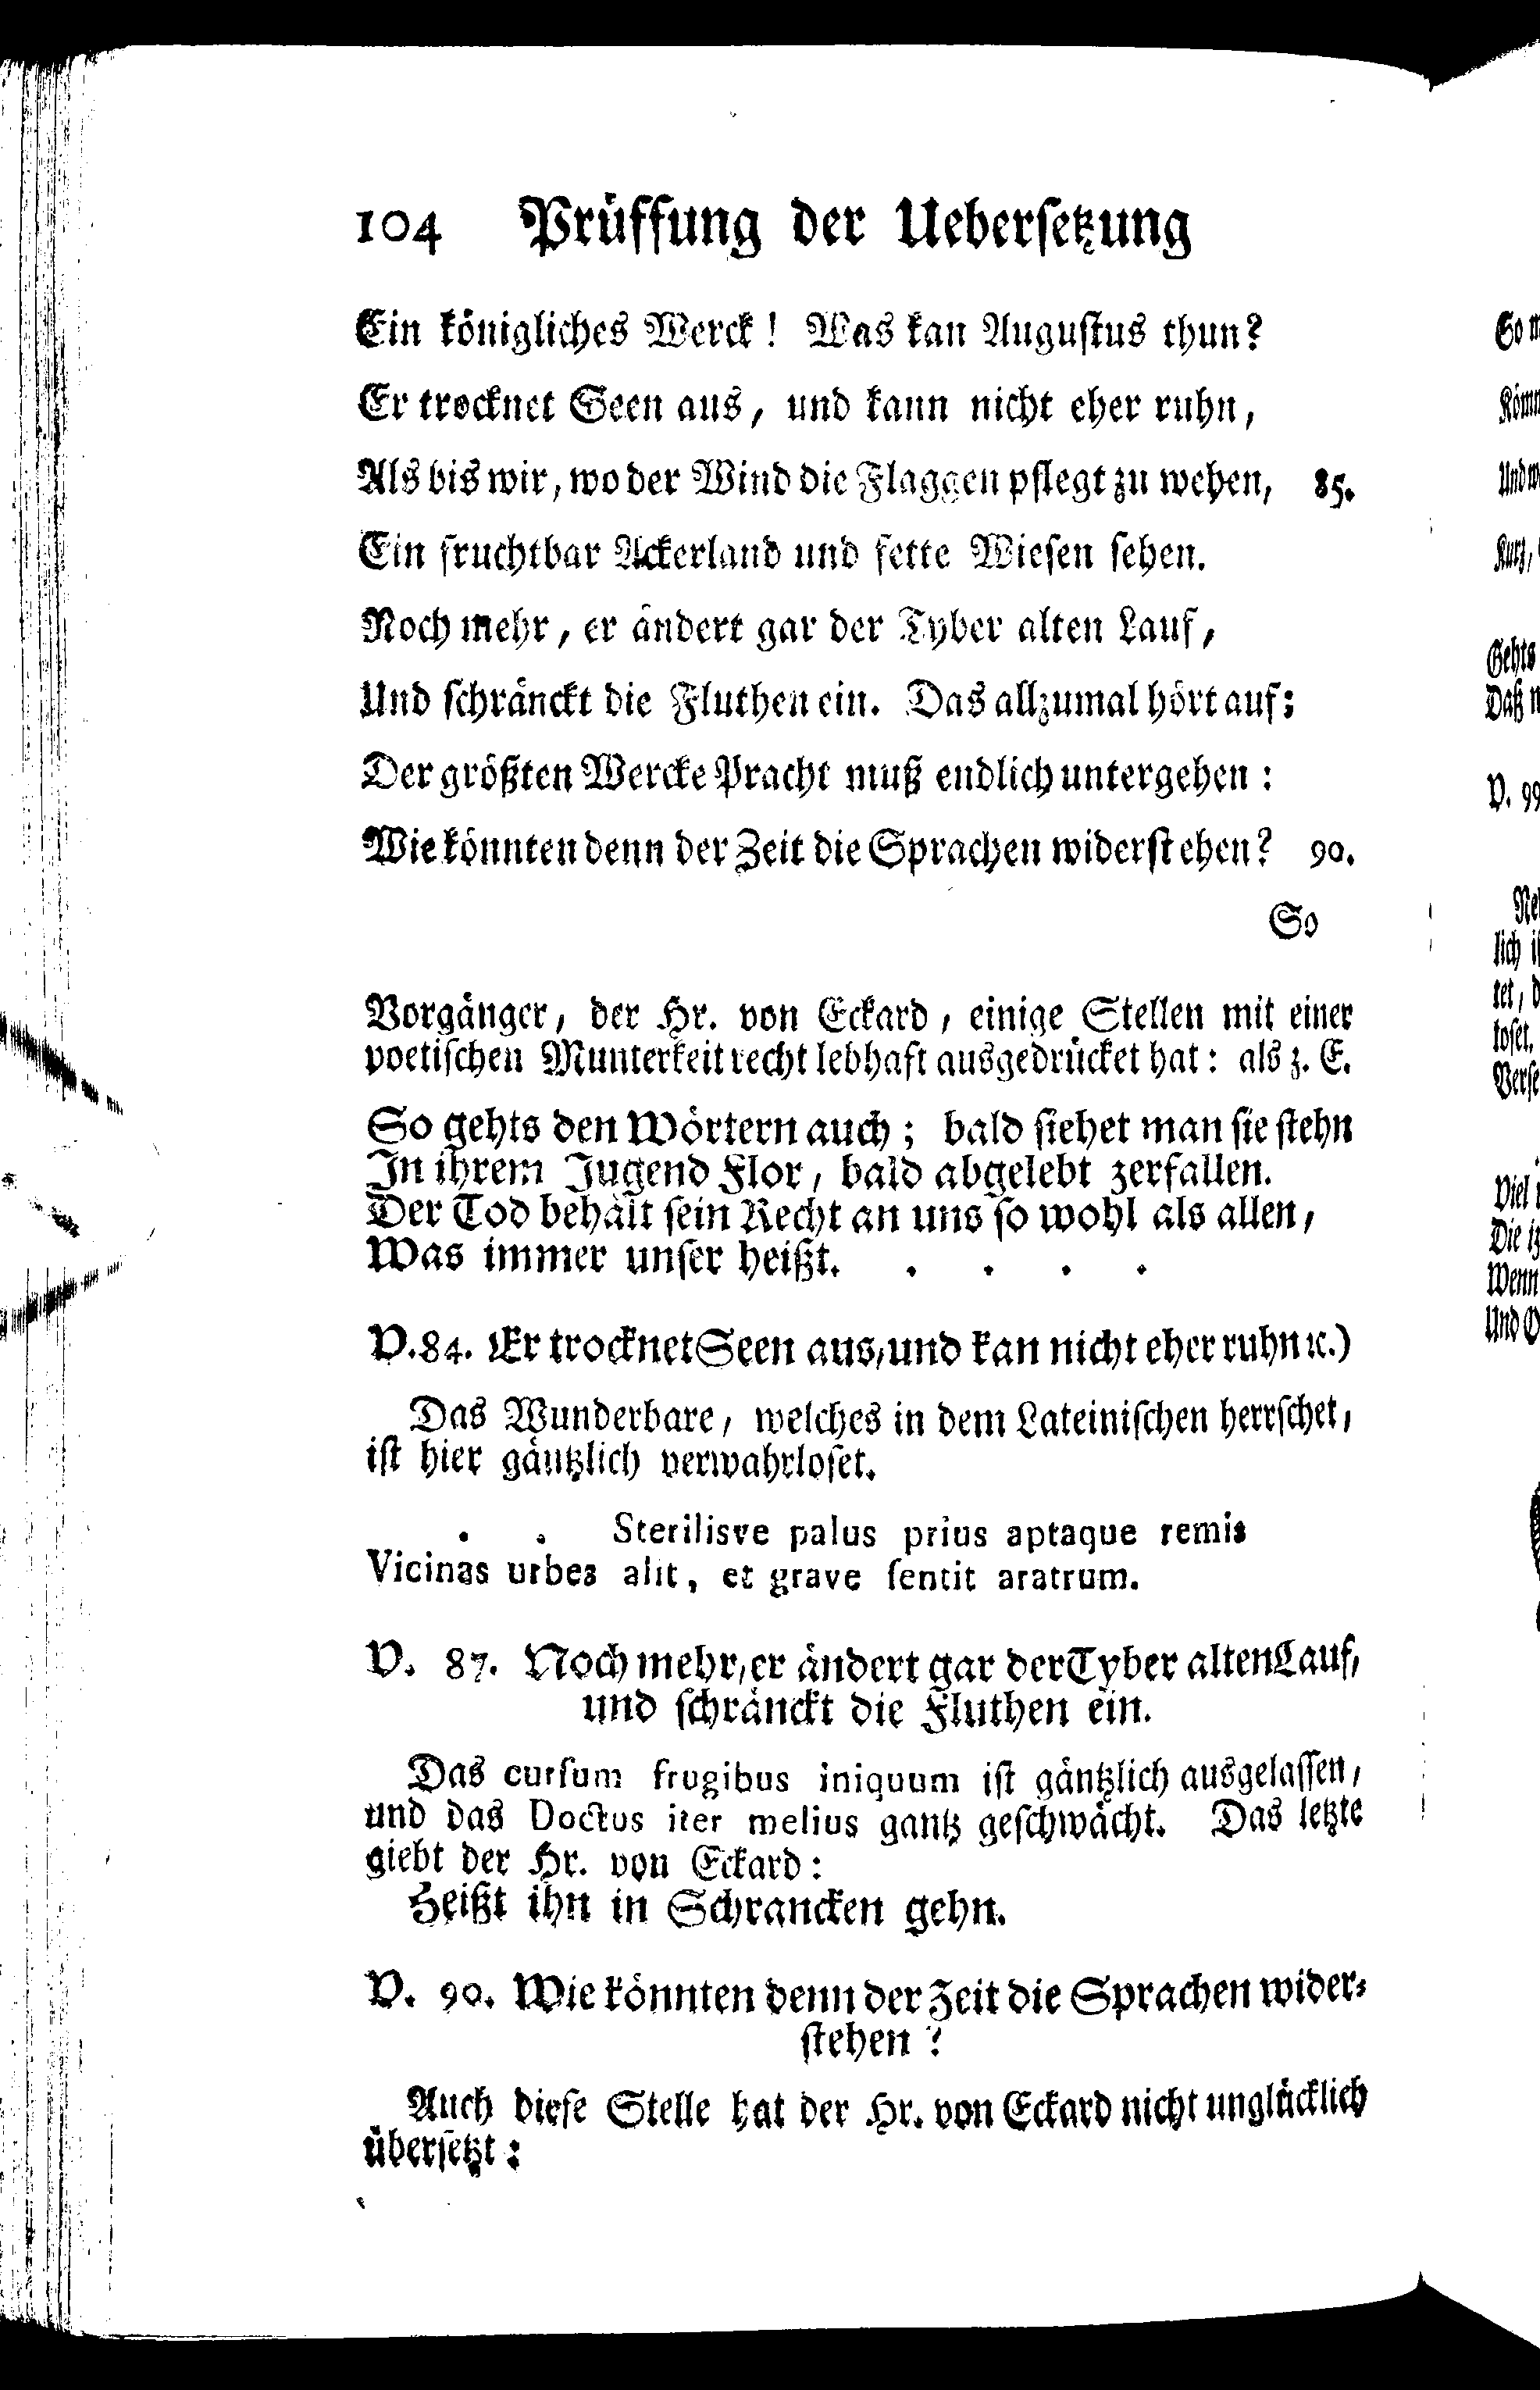 104 Prüffung der Uebersetzung
Ein königliches Werck! Was kan Augustus thun?
Er trocknet Seen aus, und kann nicht eher ruhn,
Als bis wir, wo der Wind die Flaggen pflegt zu wehen, 85.
Ein fruchtbar Ackerland und fette Wiesen sehen.
Noch mehr, er ändert gar der Tyber alten Lauf,
Und schränckt die Fluthen ein. Das allzumal hört auf;
Der größten Wercke Pracht muß endlich untergehen:
Wie könnten denn der Zeit die Sprachen widerstehen? 90.
So
Vorgänger, der Hr. von Eckard, einige Stellen mit einer
poetischen Munterkeit recht lebhaft ausgedrücket hat: als z. E.
So gehts den Wörtern auch; bald siehet man sie stehn
In ihrem Jugend Flor, bald abgelebt zerfallen.
Der Tod behält sein Recht an uns so wohl als allen,
Was immer unser heißt. . . . .
V. 84. Er trocknet Seen aus, und kan nicht eher ruhn ꝛc.)
Das Wunderbare, welches in dem Lateinischen herrschet,
ist hier gäntzlich verwahrloset.
. . Sterilisve palus prius aptaque remis
Vicinas urbes alit, et grave ſentit aratrum.
V. 87. Noch mehr, er ändert gar der Tyber alten Lauf,
und schränckt die Fluthen ein.
Das curſum frugibus iniquum ist gäntzlich ausgelassen,
und das Doctus iter melius gantz geschwächt. Das letzte
giebt der Hr. von Eckard:
Heißt ihn in Schrancken gehn.
V. 90. Wie könnten denn der Zeit die Sprachen wider-
stehen?
Auch diese Stelle hat der Hr. von Eckard nicht unglücklich
übersetzt: